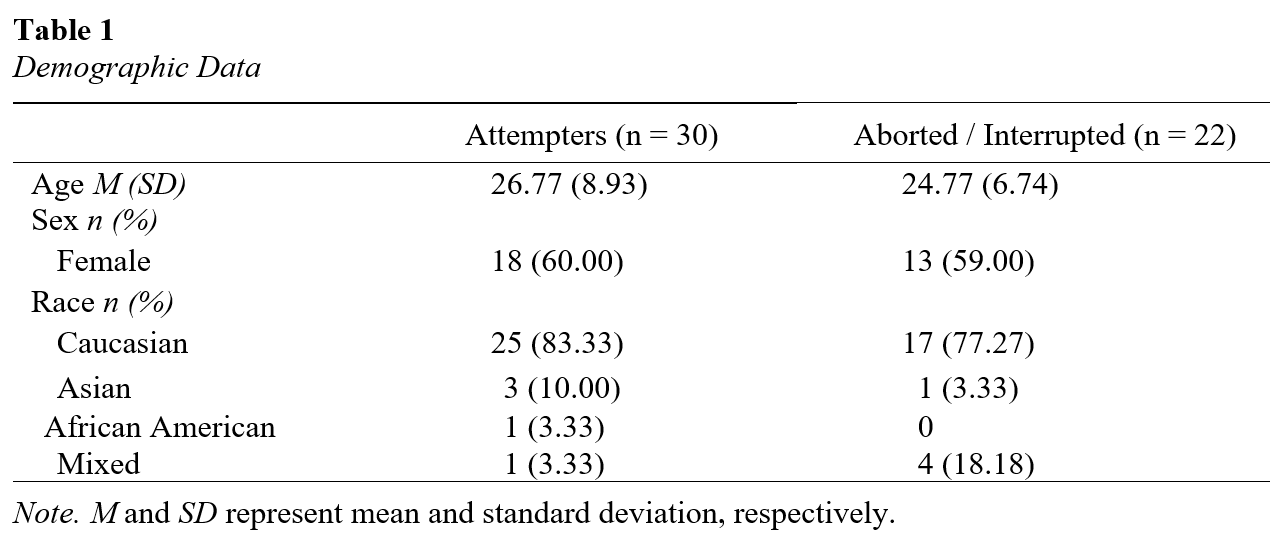 Table 1
Demographic Data
Attempters (n = 30) Aborted / Interrupted (n = 22)
Age M (SD) 26.77 (8.93) 24.77 (6.74)
Sex n (%)
Female 18 (60.00) 13 (59.00)
Race n (%)
Caucasian 25 (83.33) 17 (77.27)
Asian 3 (10.00) 1 (3.33)
African American 1 (3.33) 0
Mixed 1 (3.33) 4 (18.18)
Note. M and SD represent mean and standard deviation, respectively.